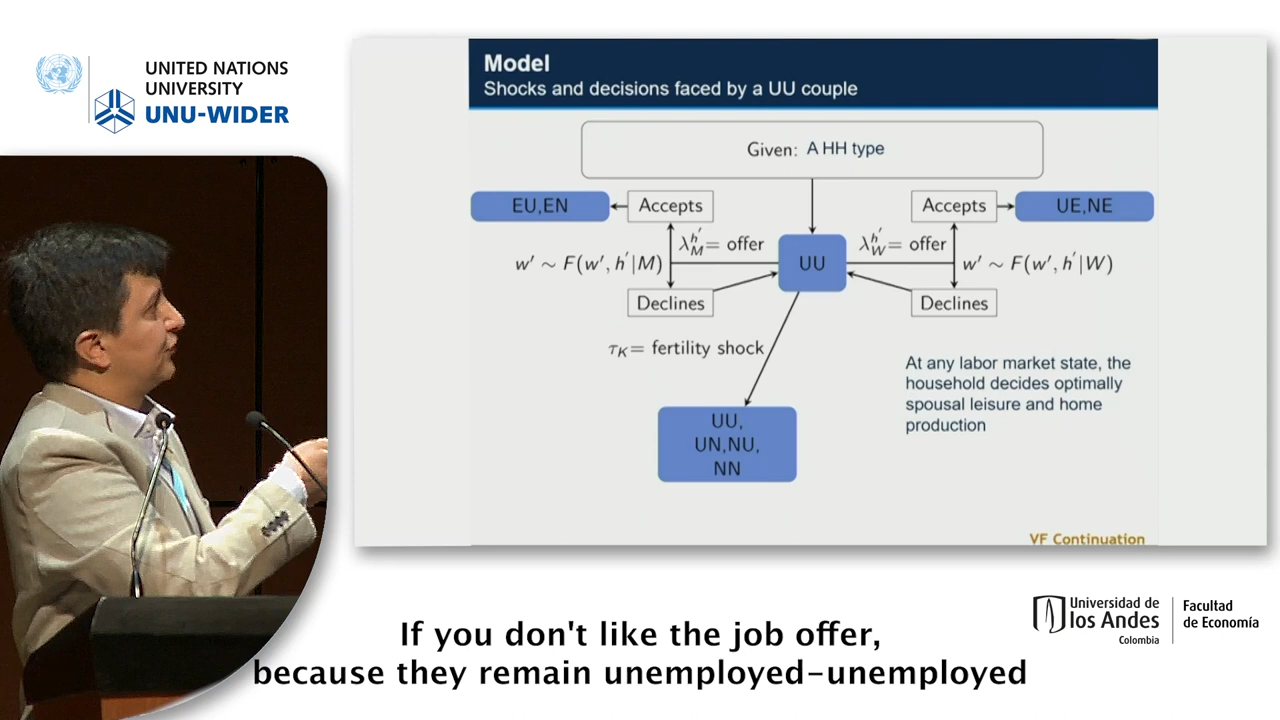 UNITED NATIONS
UNIVERSITY
UNU-WIDER
Model
Shocks and decisions faced by a UU couple
Given: A HH type
EU,EN
Accepts
Accepts
UE,NE
λ_M^h′ = offer
λ_W^h′ = offer
w′ ∼ F(w′, h′|M)
UU
w′ ∼ F(w′, h′|W)
Declines
Declines
τ_K = fertility shock
At any labor market state, the
household decides optimally
spousal leisure and home
production
UU,
UN,NU,
NN
VF Continuation
Universidad de
los Andes
Colombia
Facultad
de Economía
If you don't like the job offer,
because they remain unemployed-unemployed